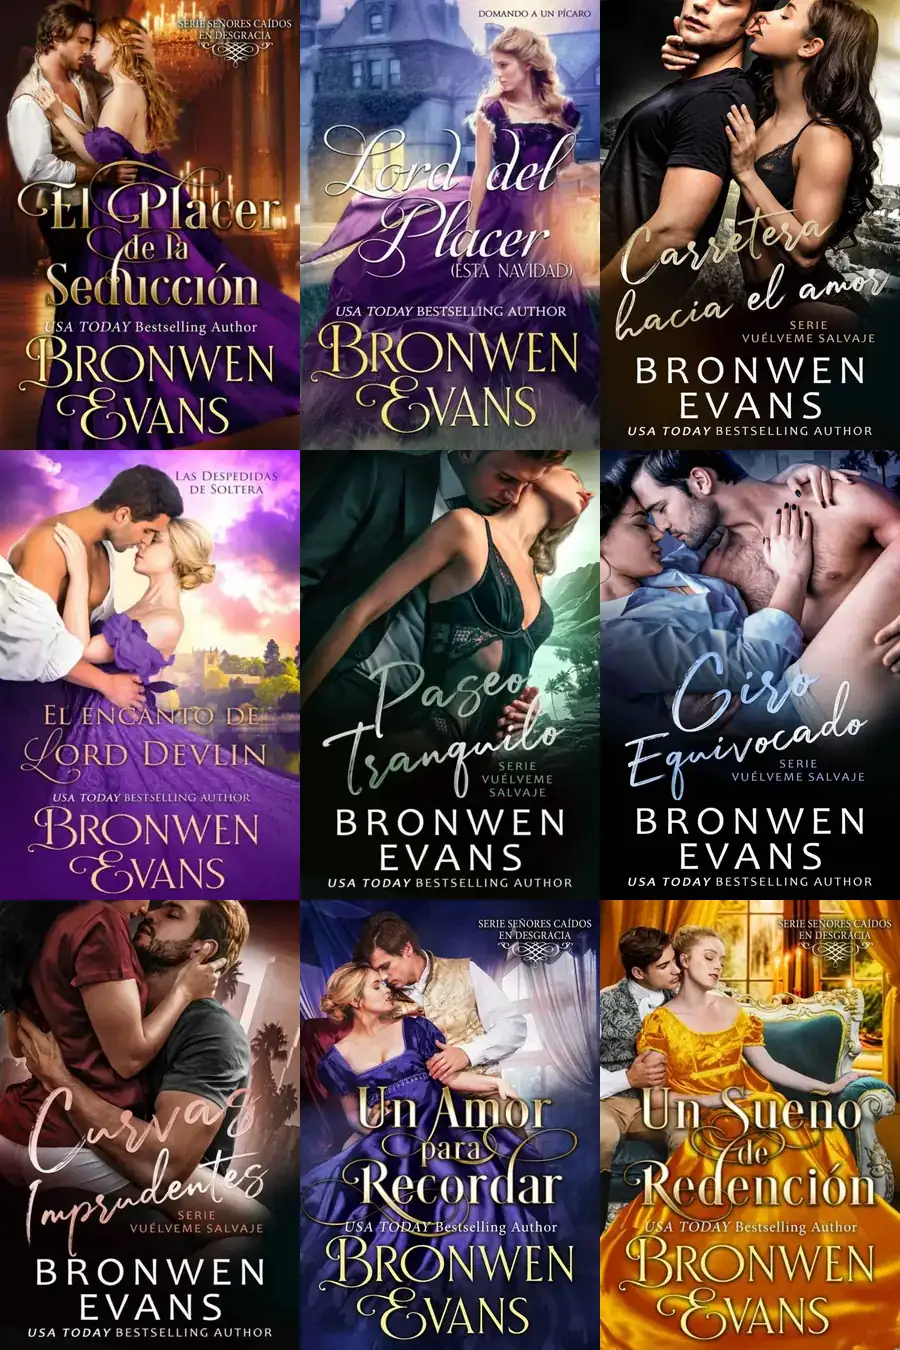 SERIE SEÑORES CAÍDOS
EN DESGRACIA
El Placer
de la
Seducción
USA TODAY Bestselling Author
BRONWEN
EVANS
DOMANDO A UN PÍCARO
Lord del
Placer
(ESTA NAVIDAD)
USA TODAY BESTSELLING AUTHOR
BRONWEN
EVANS
Carretera
hacia el amor
SERIE
VUÉLVEME SALVAJE
BRONWEN
EVANS
USA TODAY BESTSELLING AUTHOR
LAS DESPEDIDAS
DE SOLTERA
EL ENCANTO DE
LORD DEVLIN
USA TODAY BESTSELLING AUTHOR
BRONWEN
EVANS
Paseo
Tranquilo
SERIE
VUÉLVEME
SALVAJE
BRONWEN
EVANS
USA TODAY BESTSELLING AUTHOR
Giro
Equivocado
SERIE
VUÉLVEME SALVAJE
BRONWEN
EVANS
USA TODAY BESTSELLING AUTHOR
Curvas
Imprudentes
SERIE
VUÉLVEME SALVAJE
BRONWEN
EVANS
USA TODAY BESTSELLING AUTHOR
SERIE SEÑORES CAÍDOS
EN DESGRACIA
Un Amor
para
Recordar
USA TODAY Bestselling Author
BRONWEN
EVANS
SERIE SEÑORES CAÍDOS
EN DESGRACIA
Un Sueño
de
Redención
USA TODAY Bestselling Author
BRONWEN
EVANS